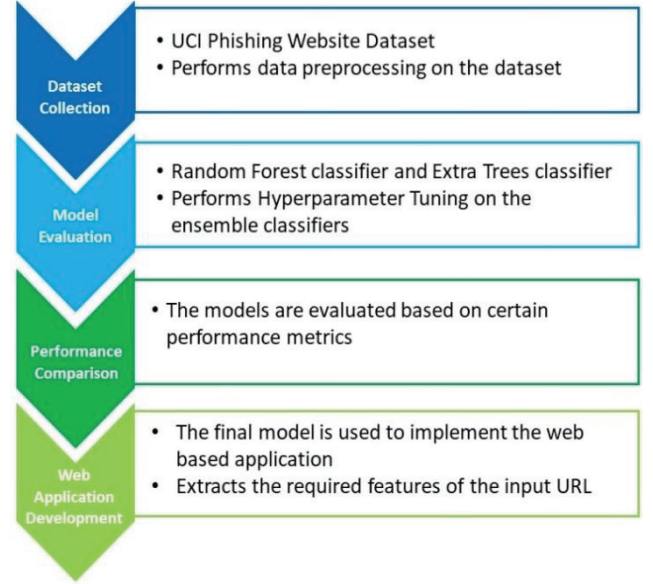 Dataset
Collection
• UCI Phishing Website Dataset
• Performs data preprocessing on the dataset
Model
Evaluation
• Random Forest classifier and Extra Trees classifier
• Performs Hyperparameter Tuning on the
ensemble classifiers
Performance
Comparison
• The models are evaluated based on certain
performance metrics
Web
Application
Development
• The final model is used to implement the web
based application
• Extracts the required features of the input URL